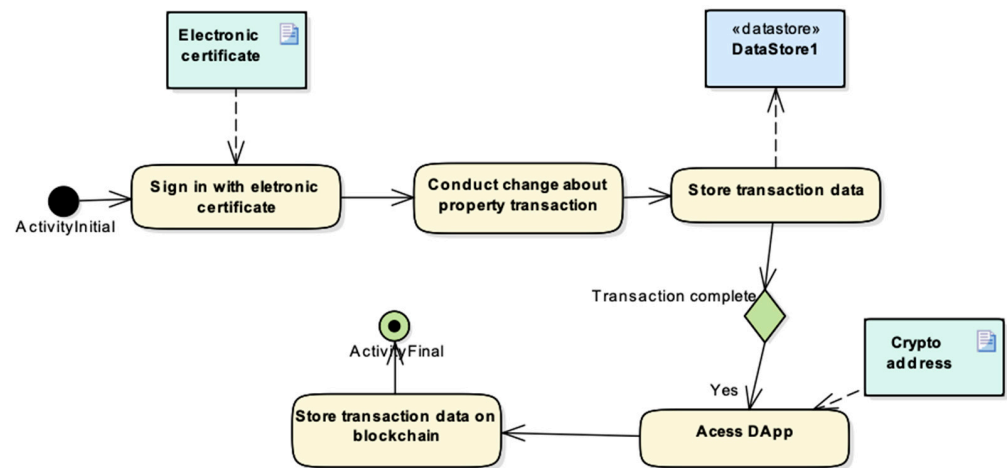 Electronic
certificate
«datastore»
DataStore1
Sign in with eletronic
certificate
Conduct change about
property transaction
Store transaction data
ActivityInitial
Transaction complete
ActivityFinal
Crypto
address
Yes
Store transaction data on
blockchain
Acess DApp